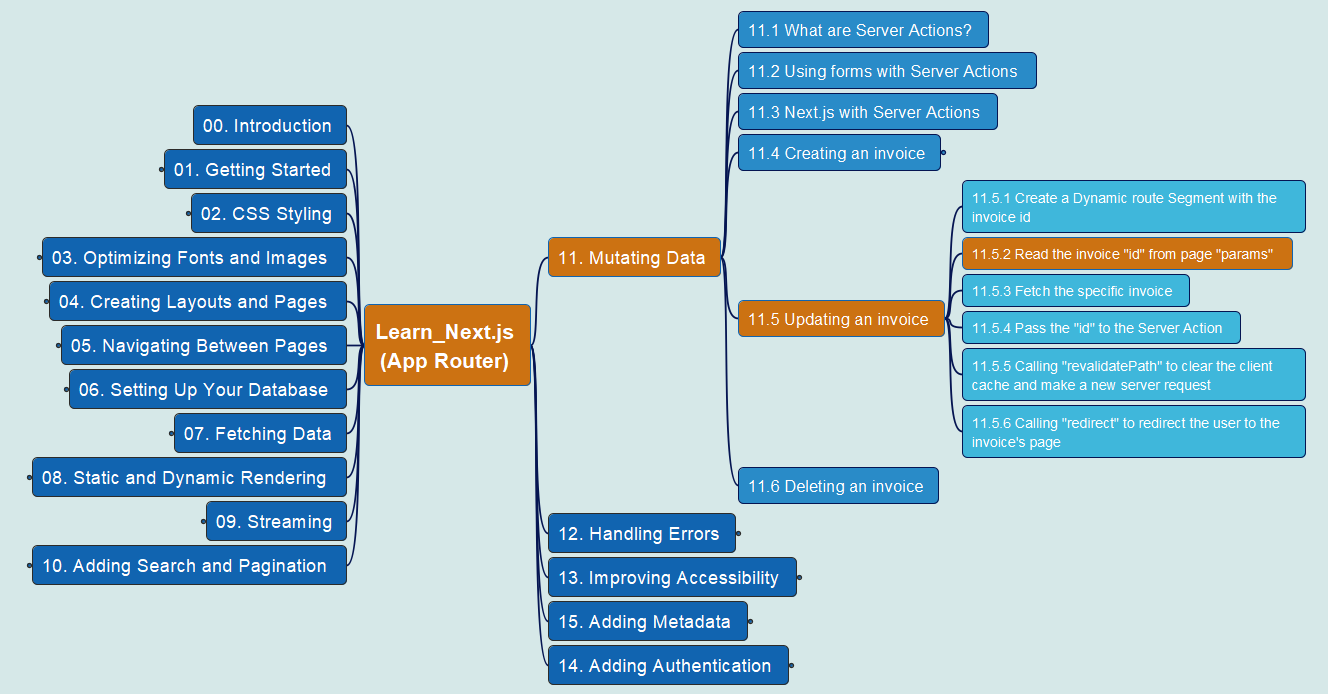 Learn_Next.js
(App Router)
00. Introduction
01. Getting Started
02. CSS Styling
03. Optimizing Fonts and Images
04. Creating Layouts and Pages
05. Navigating Between Pages
06. Setting Up Your Database
07. Fetching Data
08. Static and Dynamic Rendering
09. Streaming
10. Adding Search and Pagination
11. Mutating Data
11.1 What are Server Actions?
11.2 Using forms with Server Actions
11.3 Next.js with Server Actions
11.4 Creating an invoice
11.5 Updating an invoice
11.5.1 Create a Dynamic route Segment with the
invoice id
11.5.2 Read the invoice "id" from page "params"
11.5.3 Fetch the specific invoice
11.5.4 Pass the "id" to the Server Action
11.5.5 Calling "revalidatePath" to clear the client
cache and make a new server request
11.5.6 Calling "redirect" to redirect the user to the
invoice's page
11.6 Deleting an invoice
12. Handling Errors
13. Improving Accessibility
15. Adding Metadata
14. Adding Authentication